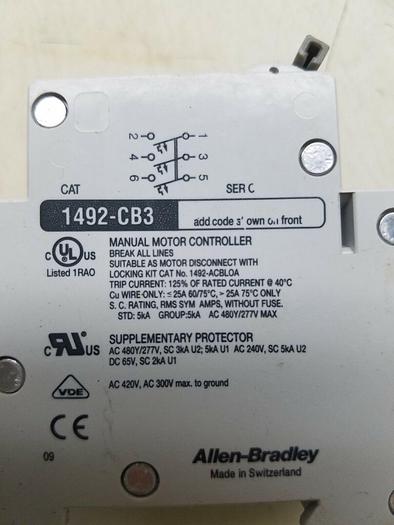 2 1
4 3
6 5
CAT SER C
1492-CB3 add code shown on front
MANUAL MOTOR CONTROLLER
BREAK ALL LINES
SUITABLE AS MOTOR DISCONNECT WITH
LOCKING KIT CAT No. 1492-ACBLOA
TRIP CURRENT: 125% OF RATED CURRENT @ 40°C
Cu WIRE-ONLY: ≤ 25A 60/75°C, > 25A 75°C ONLY
S. C. RATING, RMS SYM AMPS, WITHOUT FUSE.
STD: 5kA GROUP:5kA AC 480Y/277V MAX
C UL US
Listed 1RAO
SUPPLEMENTARY PROTECTOR
AC 480Y/277V, SC 3kA U2; 5kA U1 AC 240V, SC 5kA U2
DC 65V, SC 2kA U1
C RU US
VDE
AC 420V, AC 300V max. to ground
CE
09
Allen-Bradley
Made in Switzerland